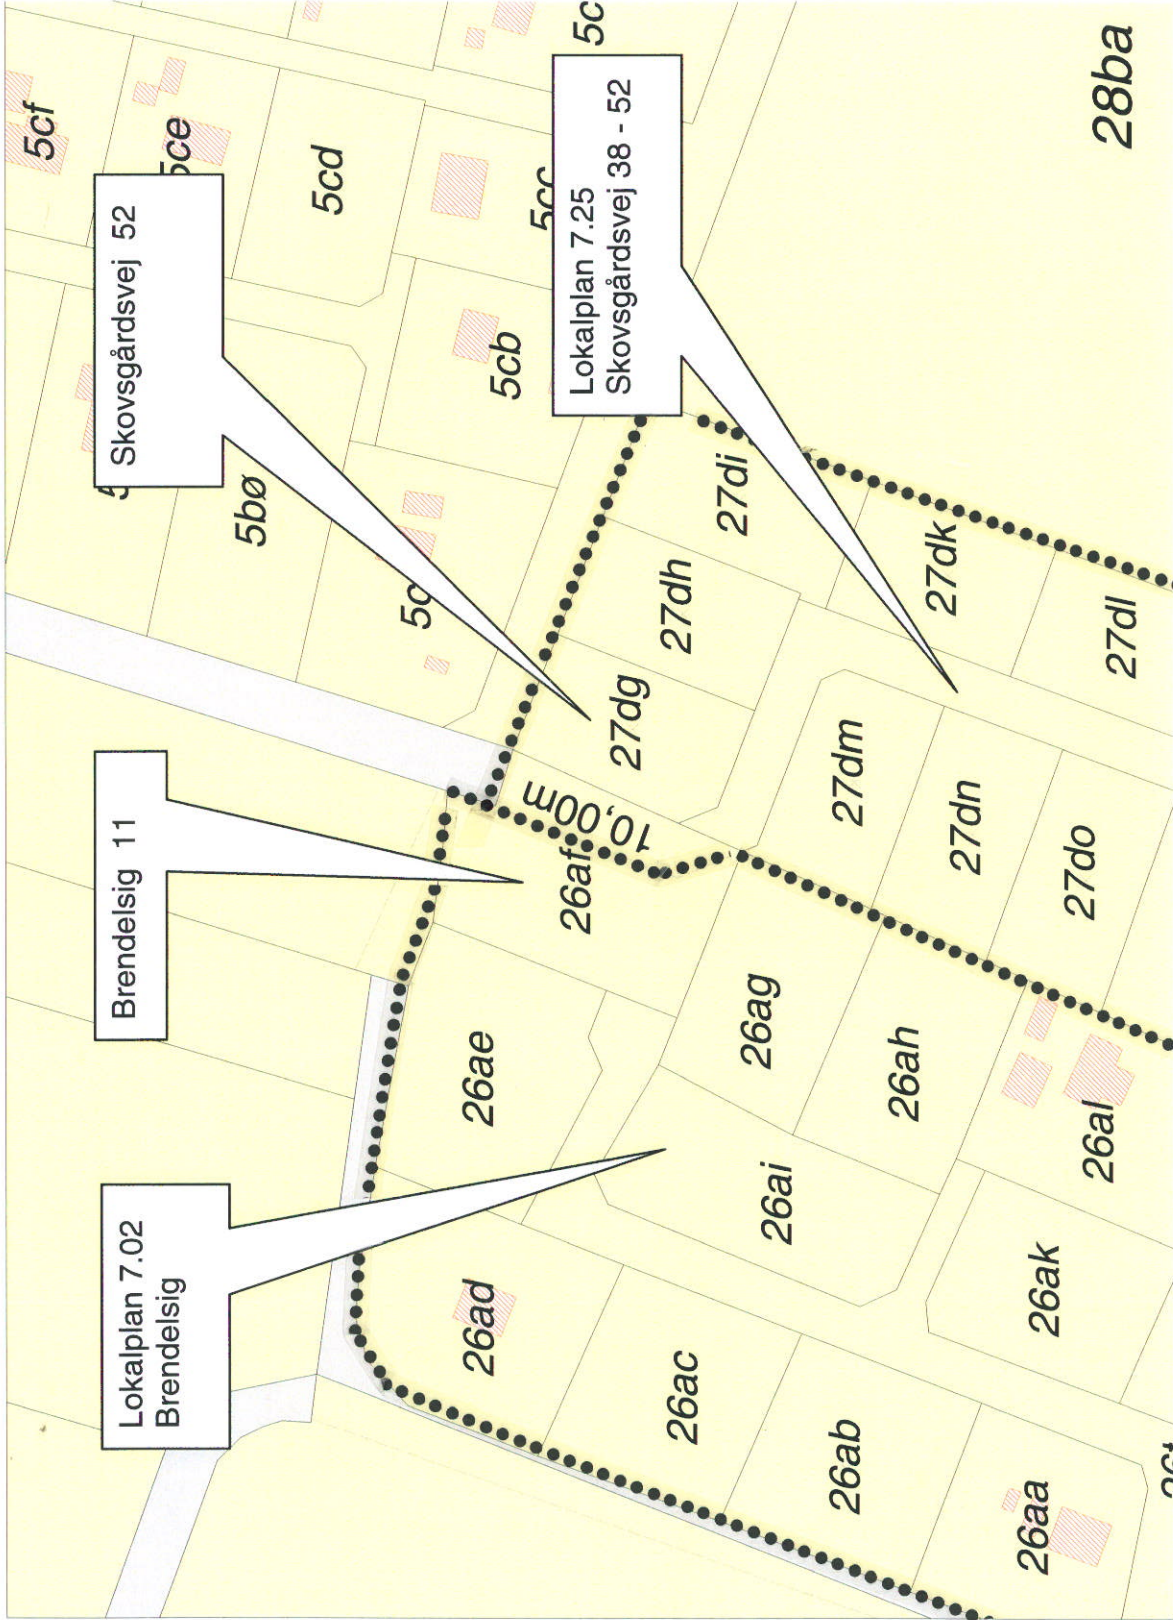 Lokalplan 7.02
Brendelsig
Brendelsig 11
Skovsgårdsvej 52
Lokalplan 7.25
Skovsgårdsvej 38 - 52
5cf
5ce
5cd
5cc
5cb
5bø
5c
28ba
10,00m
26af
26ae
26ad
26ac
26ab
26aa
26ag
26ah
26ai
26ak
26al
27dg
27dh
27di
27dk
27dl
27dm
27dn
27do